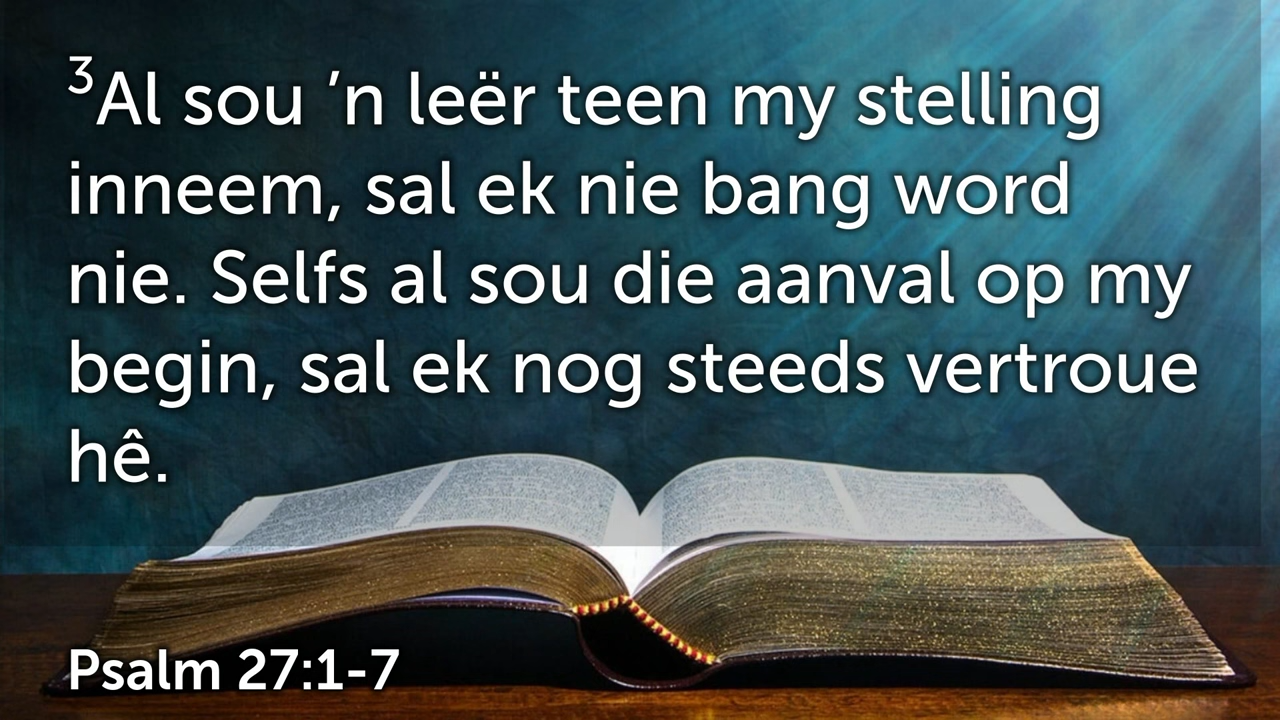 ³Al sou ’n leër teen my stelling
inneem, sal ek nie bang word
nie. Selfs al sou die aanval op my
begin, sal ek nog steeds vertroue
hê.
Psalm 27:1-7